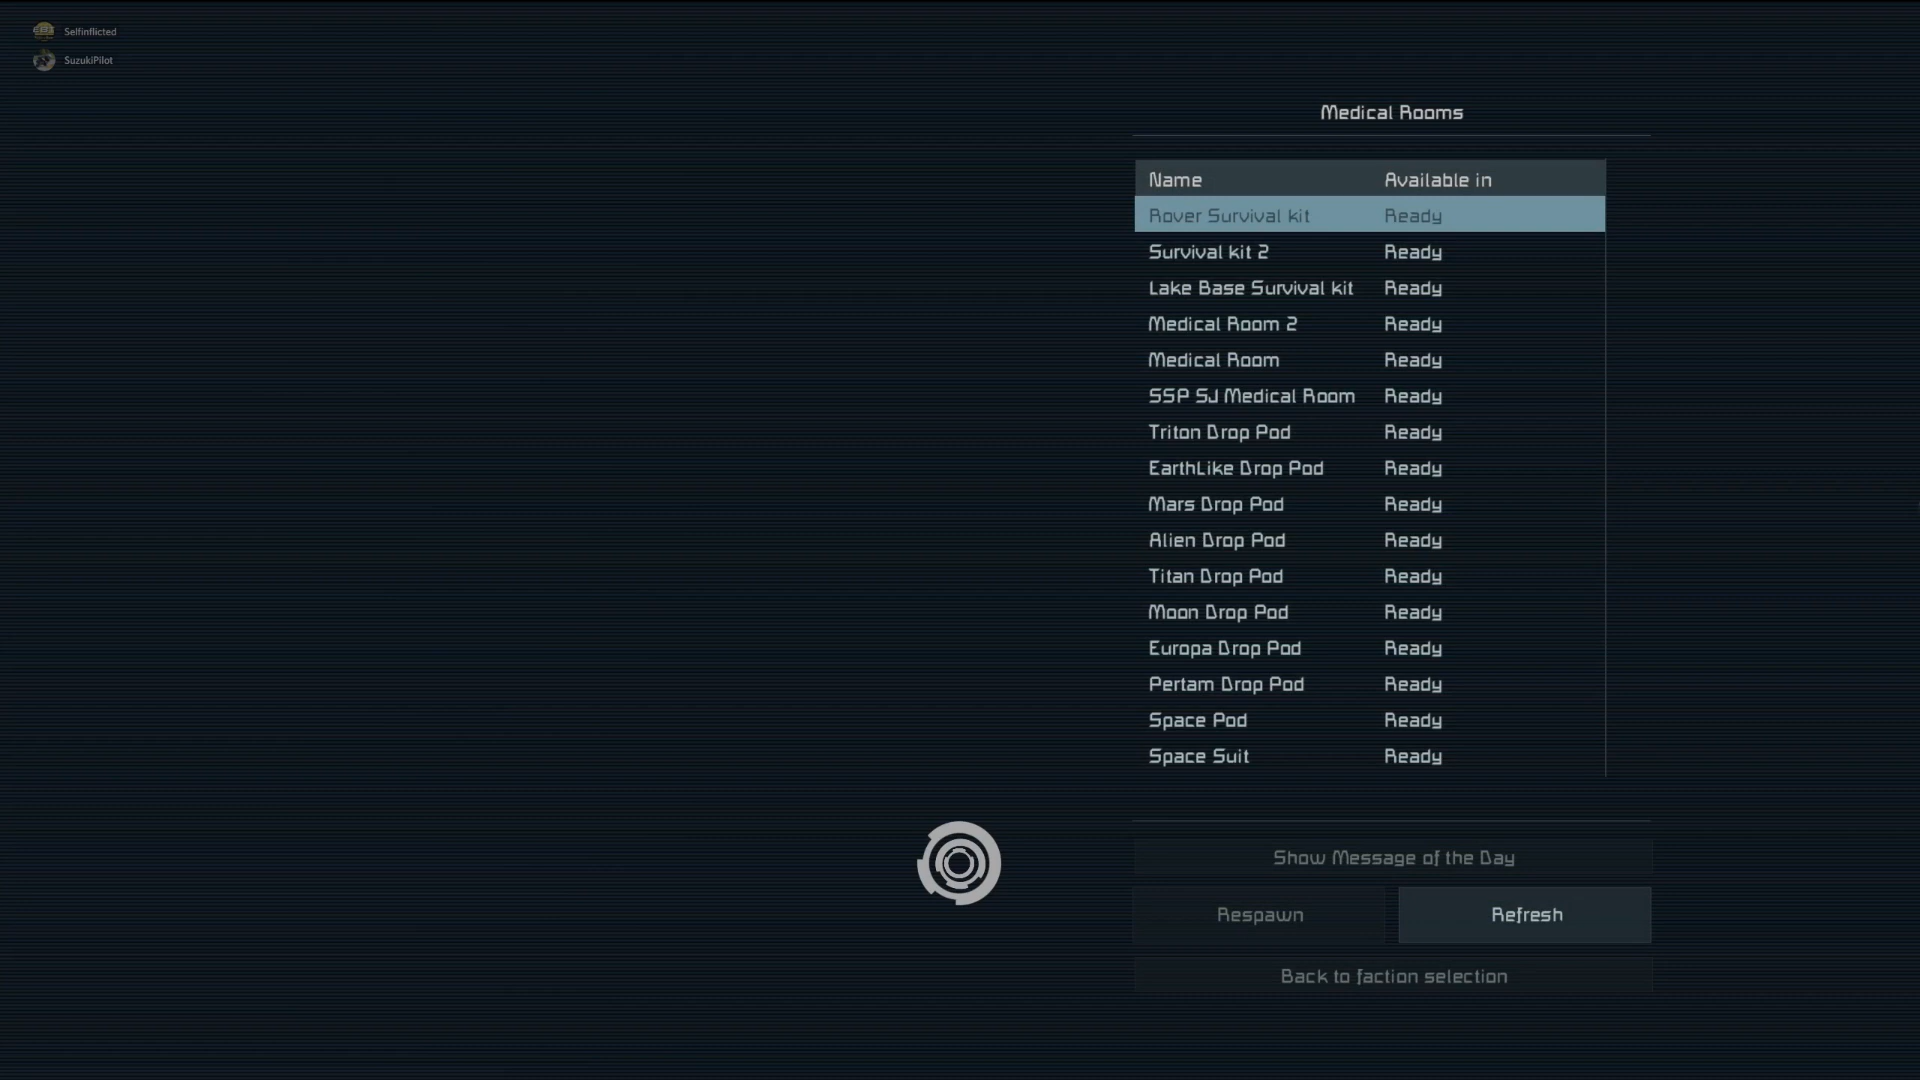 Selfinflicted
SuzukiPilot
Medical Rooms
Name Available in
Rover Survival kit Ready
Survival kit 2 Ready
Lake Base Survival kit Ready
Medical Room 2 Ready
Medical Room Ready
SSP SJ Medical Room Ready
Triton Drop Pod Ready
EarthLike Drop Pod Ready
Mars Drop Pod Ready
Alien Drop Pod Ready
Titan Drop Pod Ready
Moon Drop Pod Ready
Europa Drop Pod Ready
Pertam Drop Pod Ready
Space Pod Ready
Space Suit Ready
Show Message of the Day
Respawn Refresh
Back to faction selection